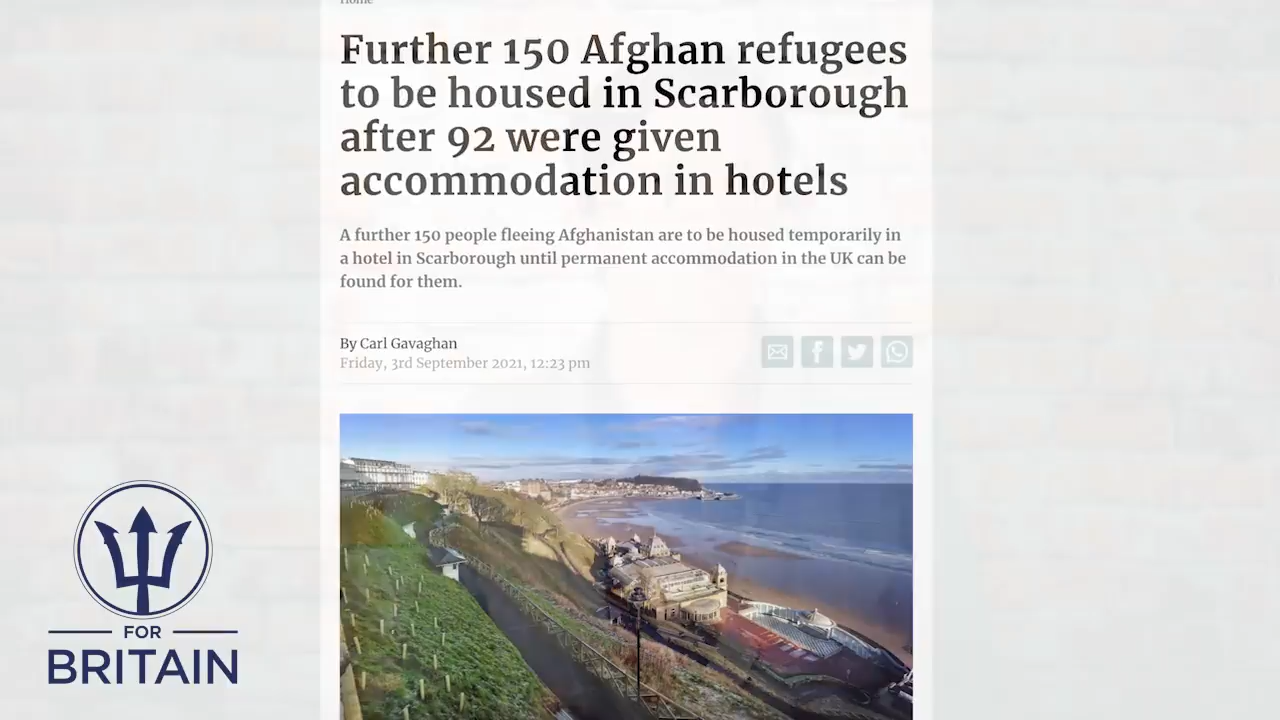 Home
Further 150 Afghan refugees
to be housed in Scarborough
after 92 were given
accommodation in hotels
A further 150 people fleeing Afghanistan are to be housed temporarily in
a hotel in Scarborough until permanent accommodation in the UK can be
found for them.
By Carl Gavaghan
Friday, 3rd September 2021, 12:23 pm
FOR
BRITAIN